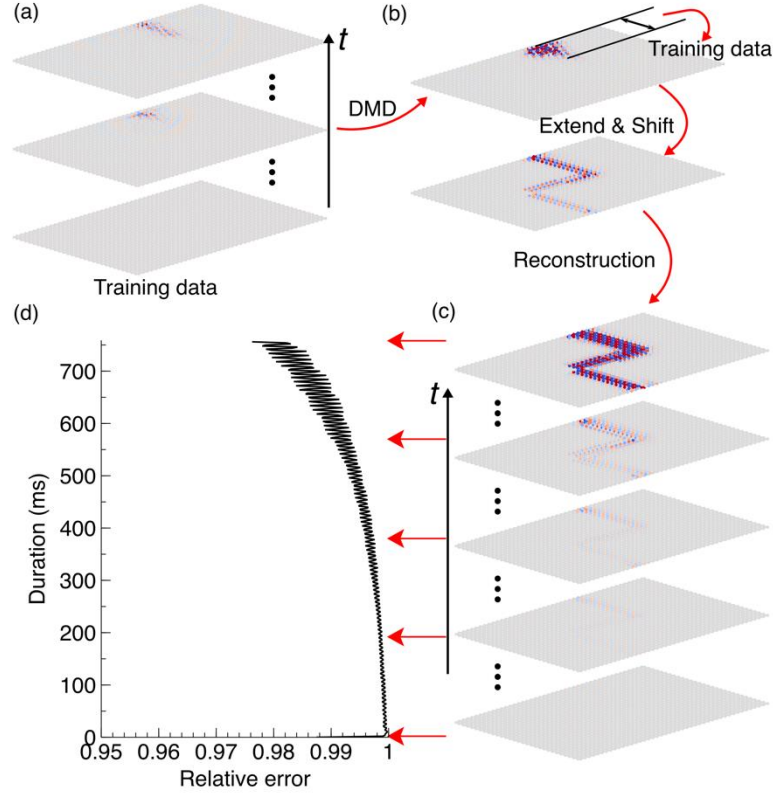 (a)
t
DMD
Training data
(b)
Training data
Extend & Shift
Reconstruction
(c)
t
(d)
Duration (ms)
700
600
500
400
300
200
100
0
0.95 0.96 0.97 0.98 0.99 1
Relative error